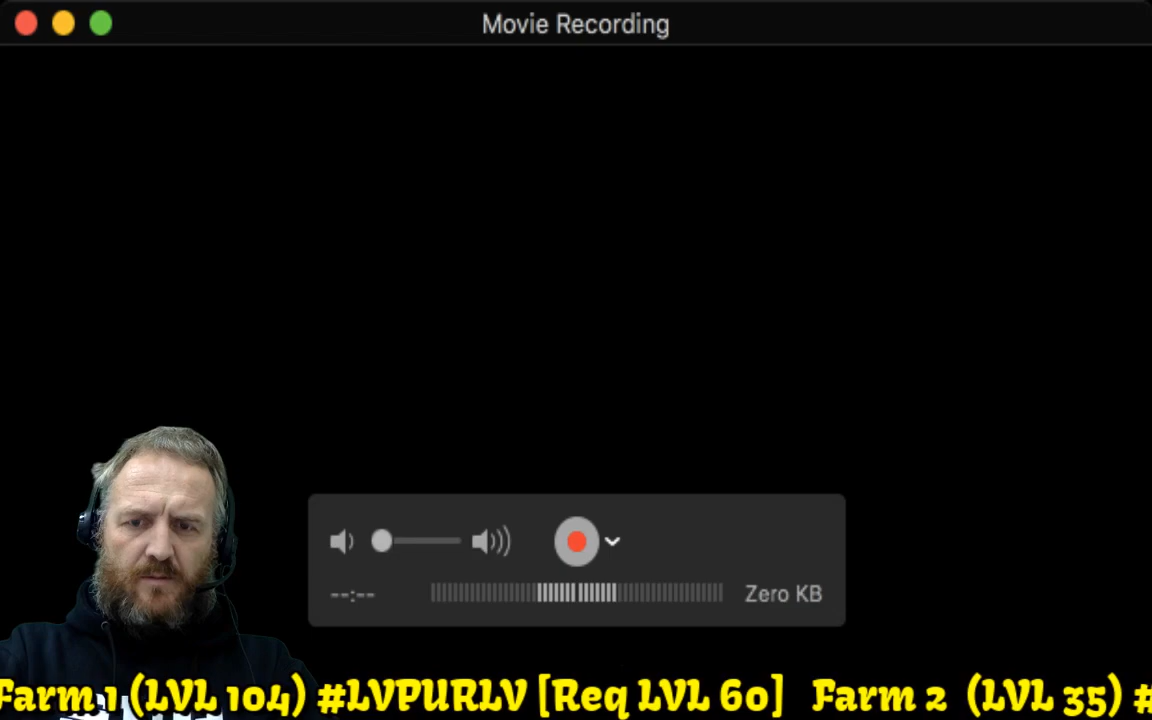 Movie Recording
--:--
Zero KB
Farm 1 (LVL 104) #LVPURLV [Req LVL 60] Farm 2 (LVL 35) #